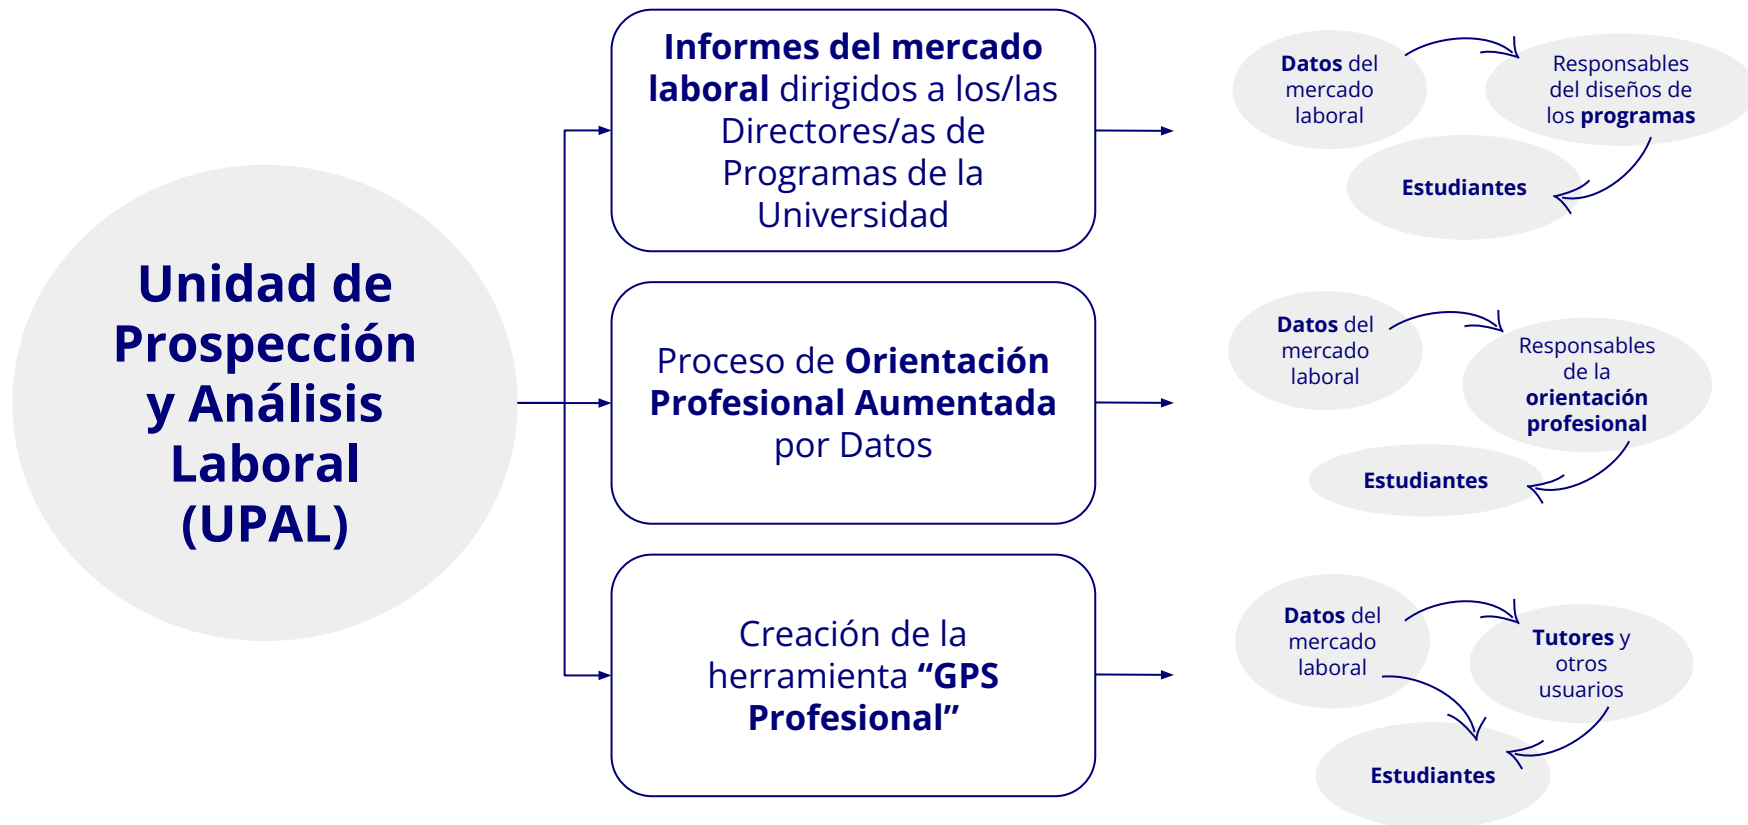 Unidad de
Prospección
y Análisis
Laboral
(UPAL)
Informes del mercado
laboral dirigidos a los/las
Directores/as de
Programas de la
Universidad
Datos del
mercado
laboral
Responsables
del diseños de
los programas
Estudiantes
Proceso de Orientación
Profesional Aumentada
por Datos
Datos del
mercado
laboral
Responsables
de la
orientación
profesional
Estudiantes
Creación de la
herramienta “GPS
Profesional”
Datos del
mercado
laboral
Tutores y
otros
usuarios
Estudiantes